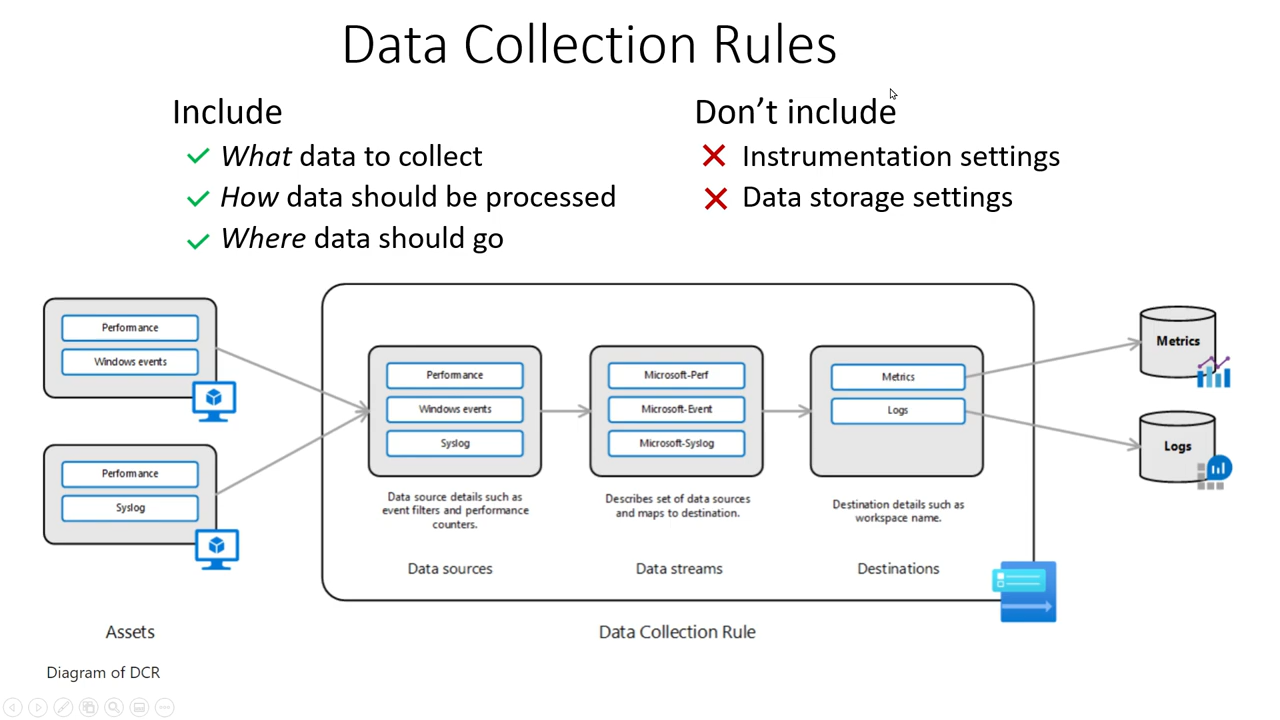 Data Collection Rules
Include
What data to collect
How data should be processed
Where data should go
Don’t include
Instrumentation settings
Data storage settings
Performance
Windows events
Performance
Syslog
Assets
Performance
Windows events
Syslog
Data source details such as
event filters and performance
counters.
Data sources
Microsoft-Perf
Microsoft-Event
Microsoft-Syslog
Describes set of data sources
and maps to destination.
Data streams
Metrics
Logs
Destination details such as
workspace name.
Destinations
Data Collection Rule
Metrics
Logs
Diagram of DCR